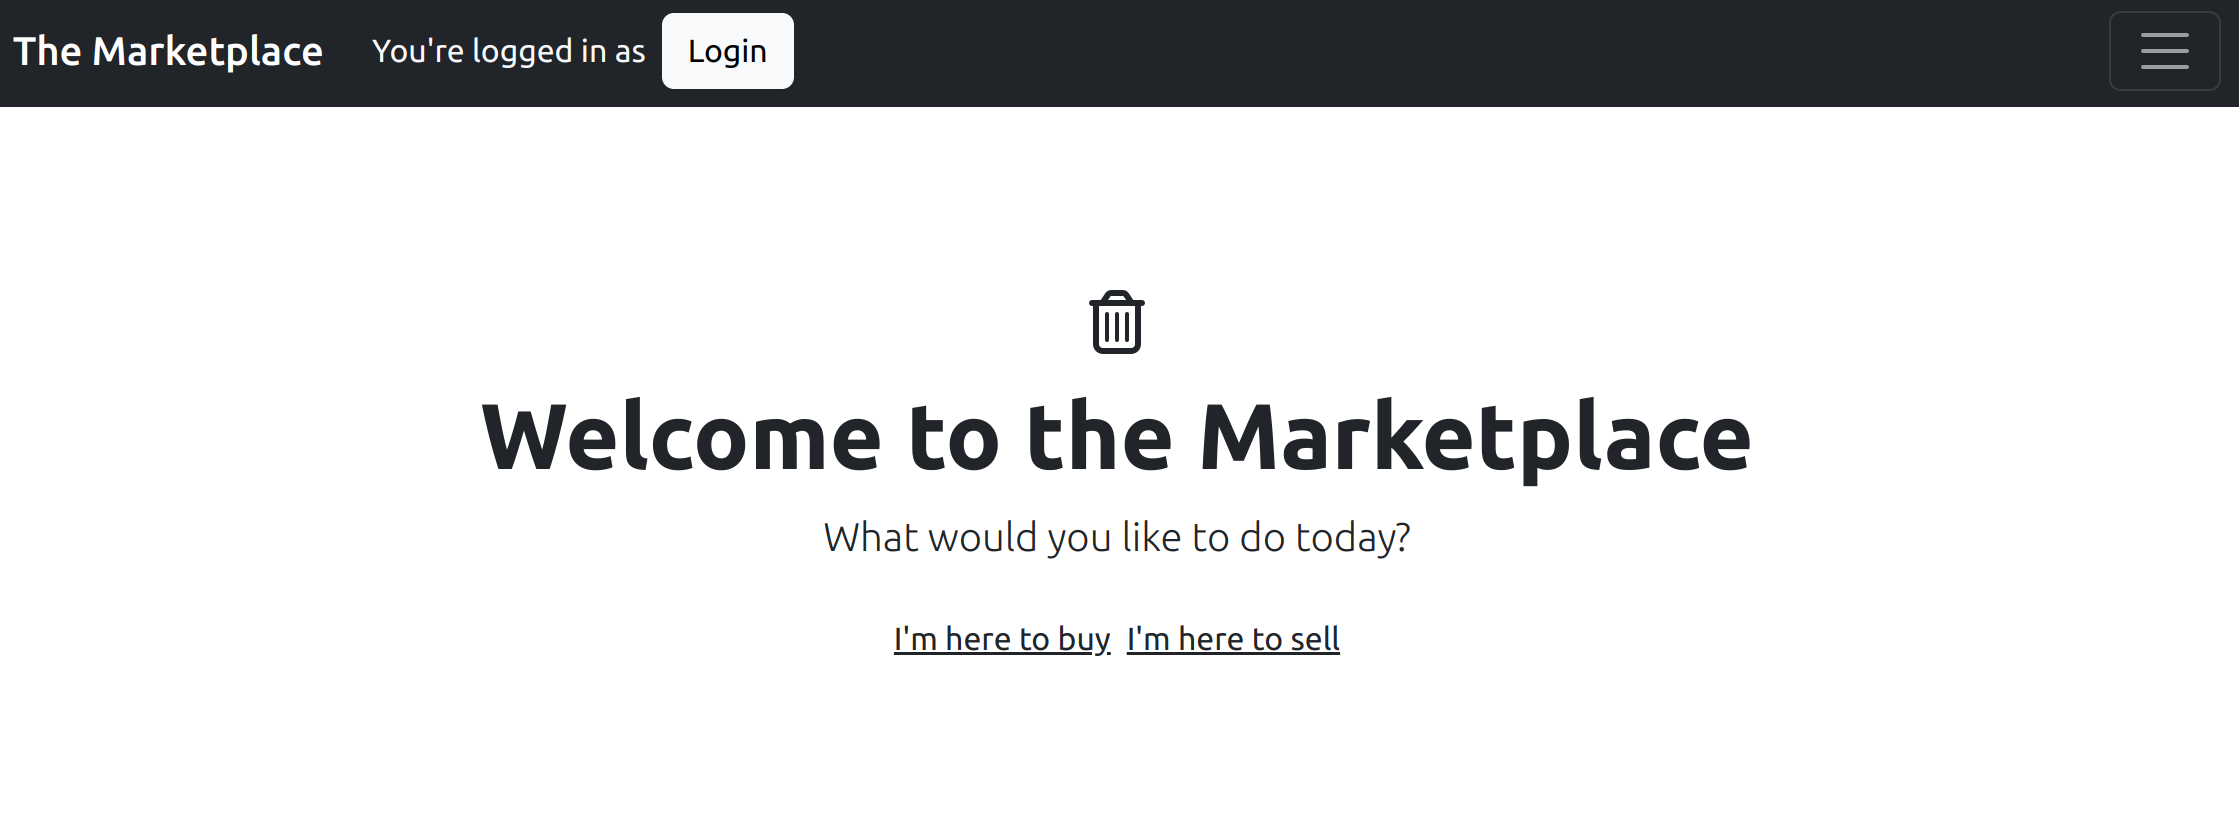 The Marketplace You're logged in as Login
Welcome to the Marketplace
What would you like to do today?
I'm here to buy I'm here to sell